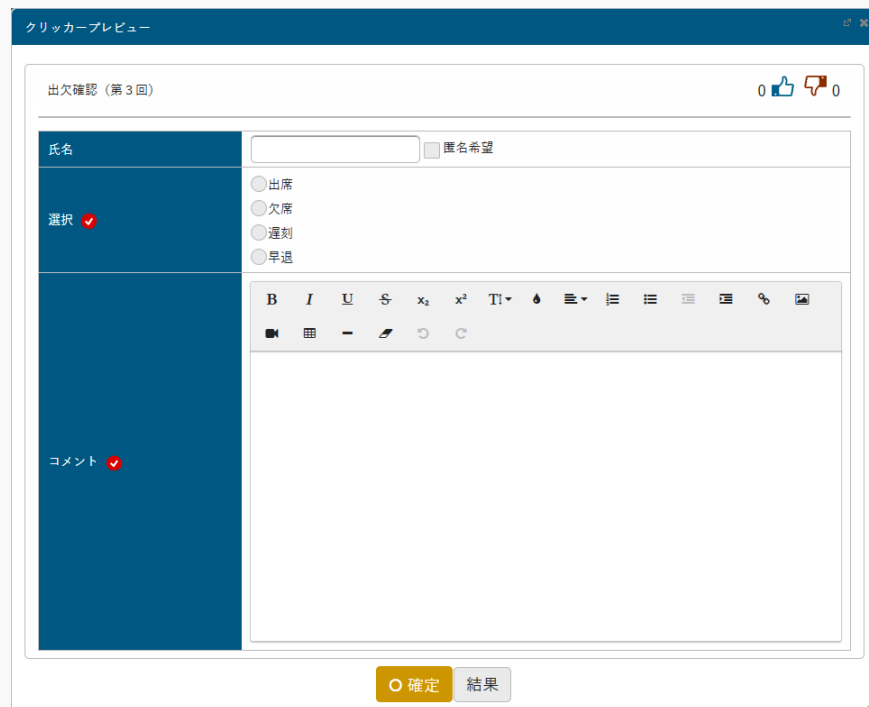 クリッカープレビュー
出欠確認（第３回）
0 0
氏名
匿名希望
選択
出席
欠席
遅刻
早退
B I U S x₂ x² T
コメント
確定 結果